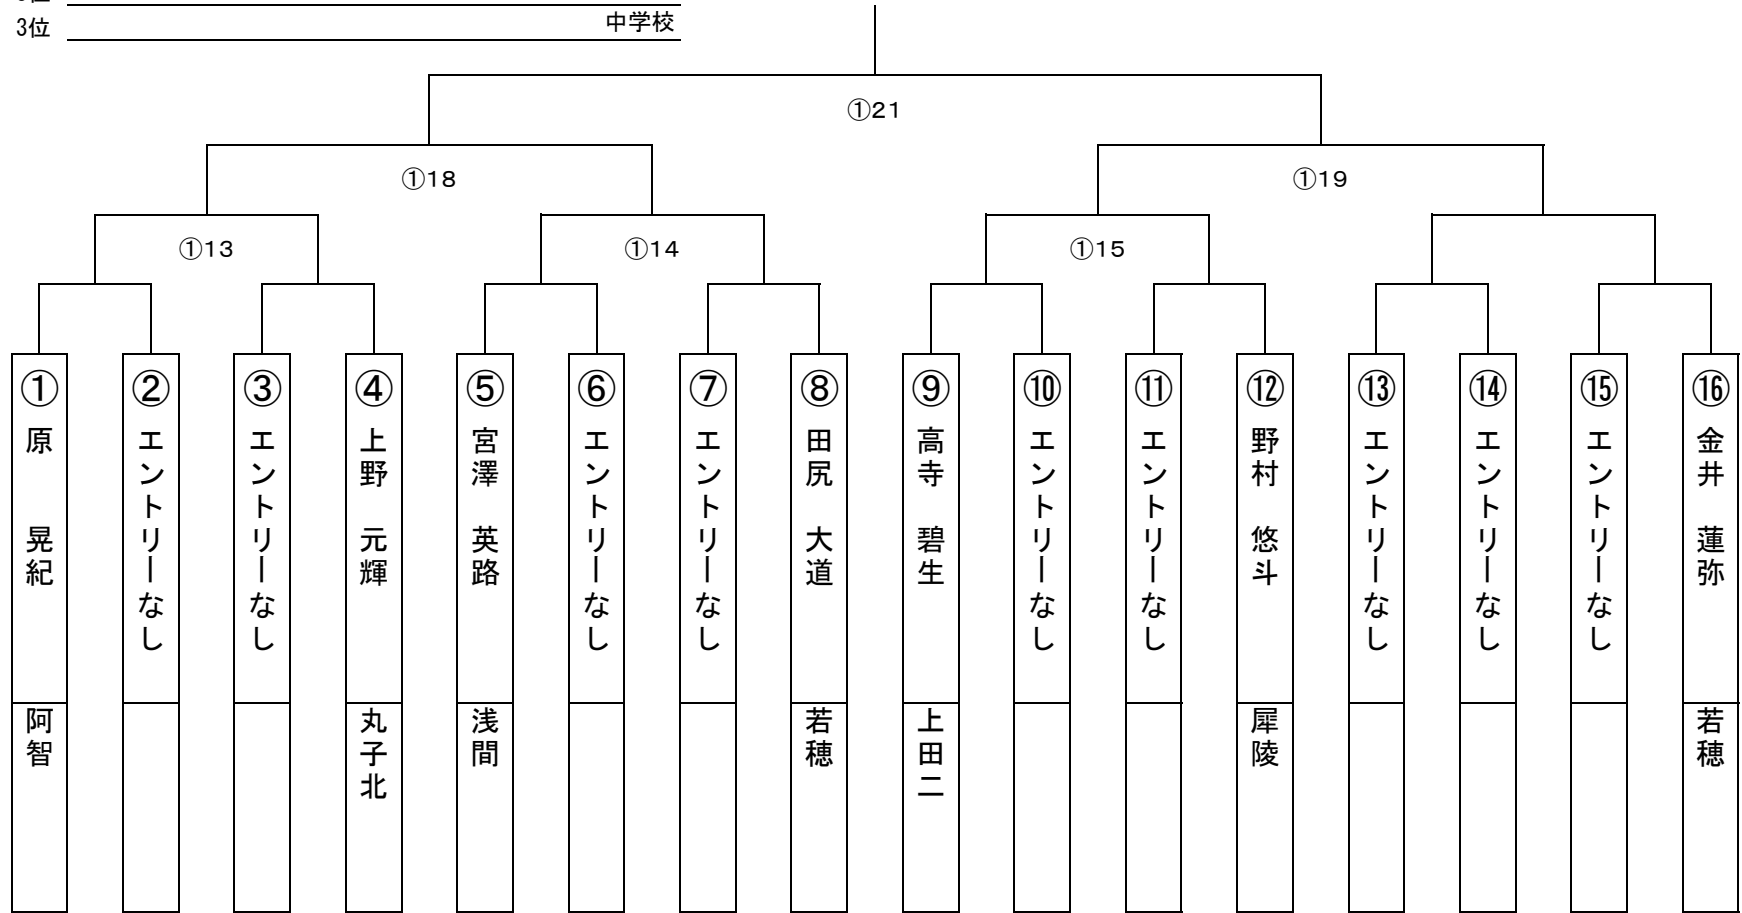 3位 中学校
①21
①18 ①19
①13 ①14 ①15
① 原 晃紀 阿智
② エントリーなし
③ エントリーなし
④ 上野 元輝 丸子北
⑤ 宮澤 英路 浅間
⑥ エントリーなし
⑦ エントリーなし
⑧ 田尻 大道 若穂
⑨ 高寺 碧生 上田二
⑩ エントリーなし
⑪ エントリーなし
⑫ 野村 悠斗 犀陵
⑬ エントリーなし
⑭ エントリーなし
⑮ エントリーなし
⑯ 金井 蓮弥 若穂